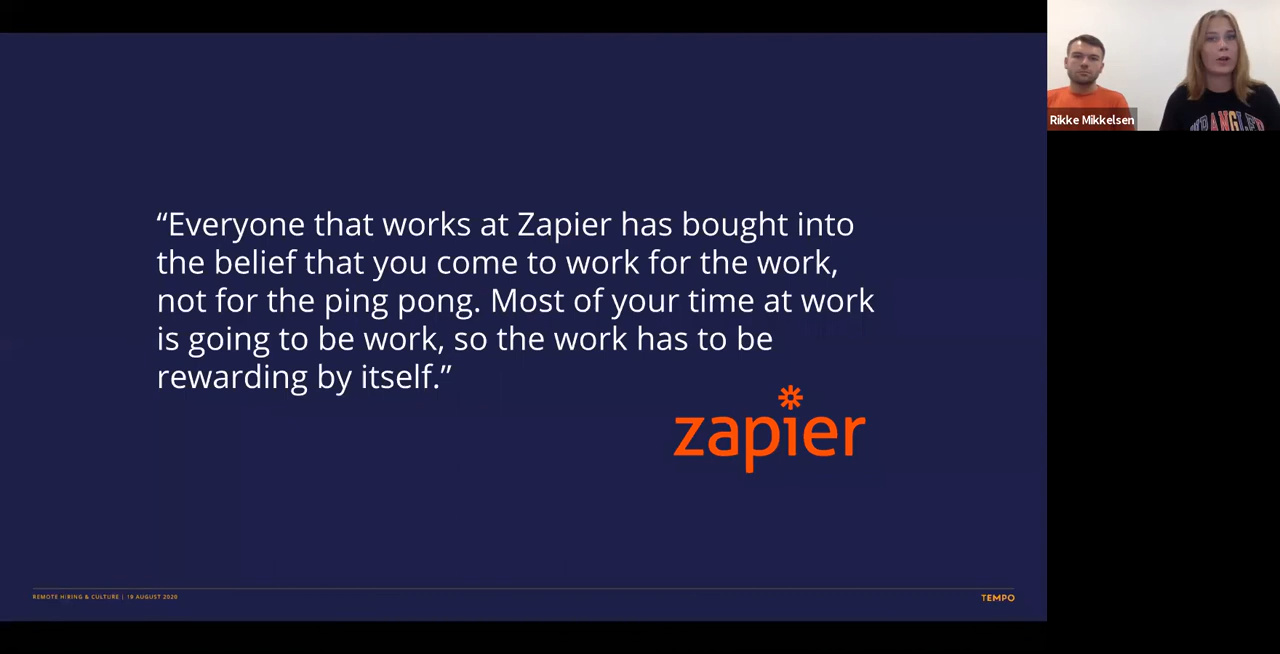 “Everyone that works at Zapier has bought into
the belief that you come to work for the work,
not for the ping pong. Most of your time at work
is going to be work, so the work has to be
rewarding by itself.”
zapier
REMOTE HIRING & CULTURE | 19 AUGUST 2020
TEMPO
Rikke Mikkelsen
WRANGLER